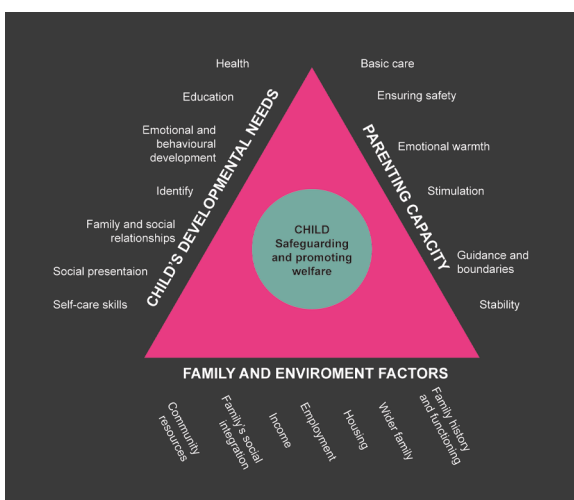 Health
Education
Emotional and
behavioural
development
Identify
Family and social
relationships
Social presentaion
Self-care skills
CHILD'S DEVELOPMENTAL NEEDS
Basic care
Ensuring safety
Emotional warmth
Stimulation
Guidance and
boundaries
Stability
PARENTING CAPACITY
CHILD
Safeguarding
and promoting
welfare
FAMILY AND ENVIROMENT FACTORS
Community
resources
Family's social
integration
Income
Employment
Housing
Wider family
Family history
and functioning